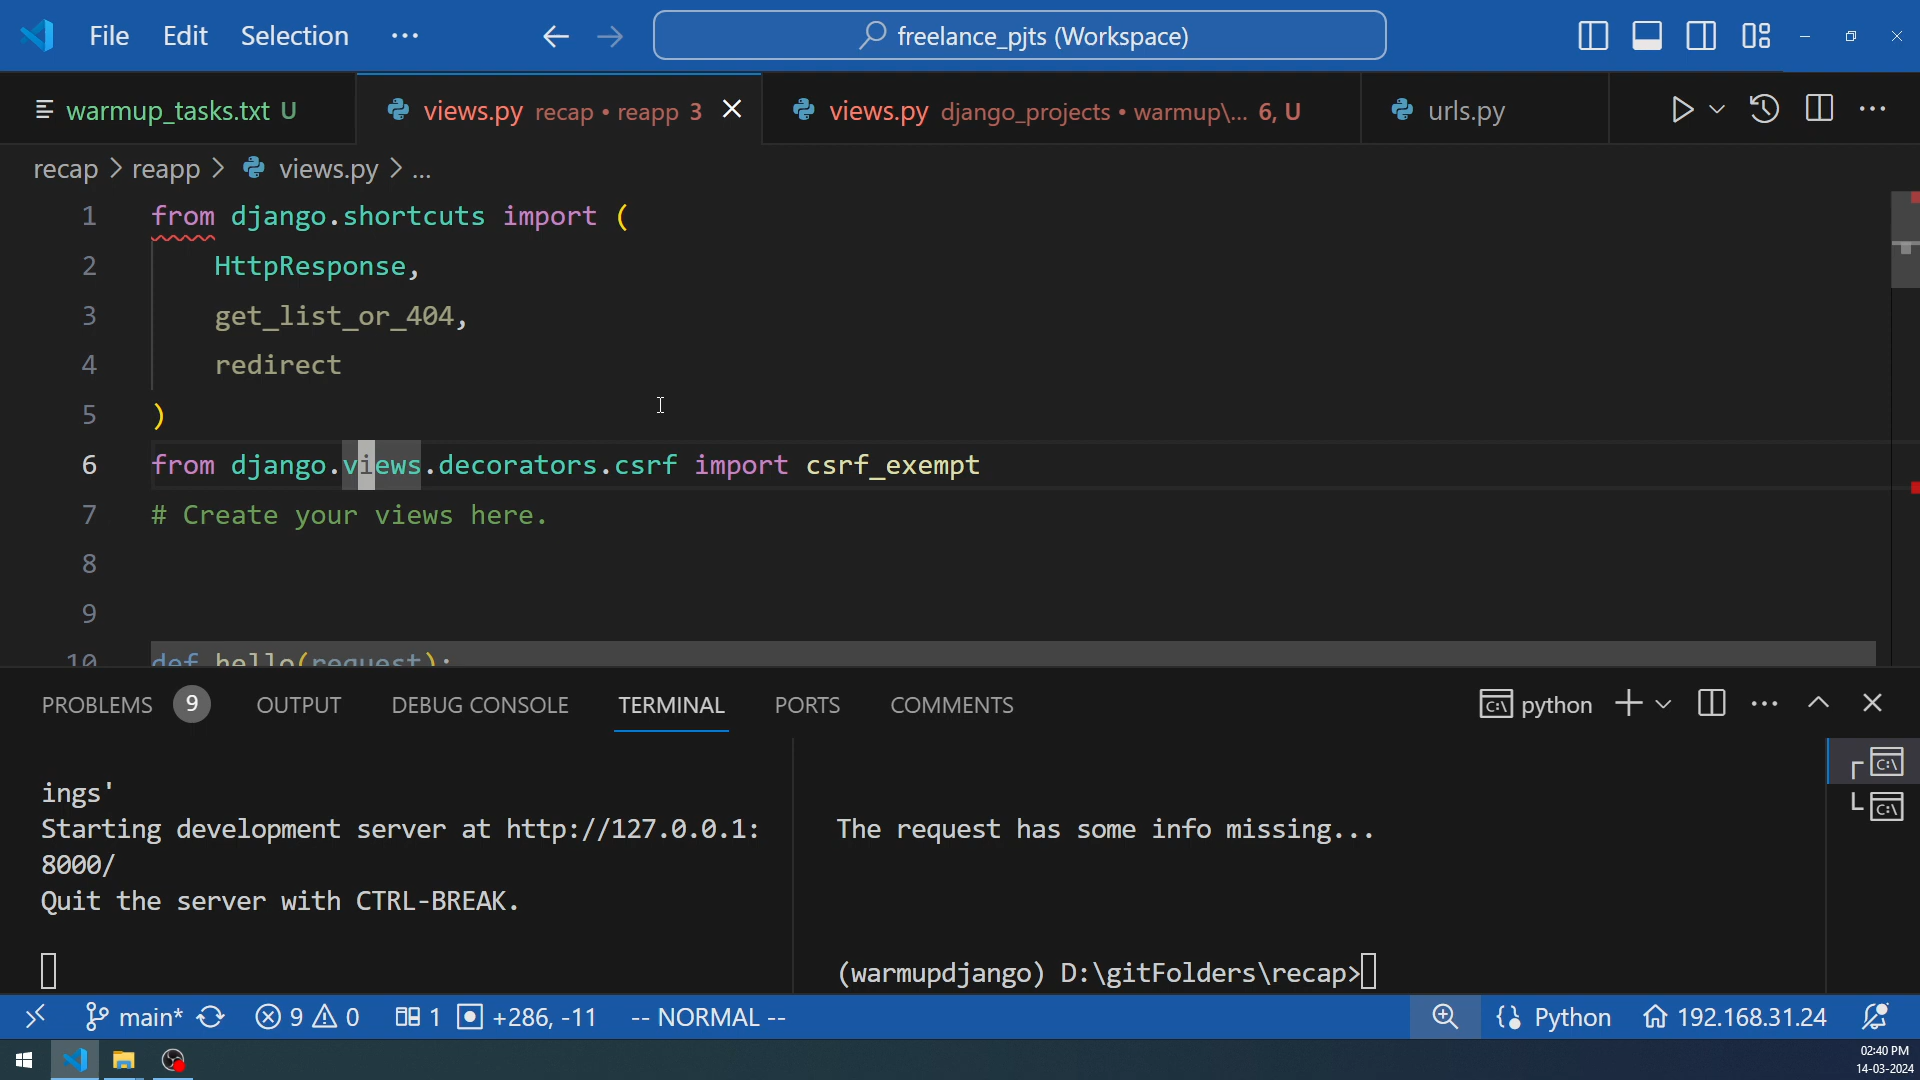 File Edit Selection ··· freelance_pjts (Workspace)
warmup_tasks.txt U views.py recap • reapp 3 views.py django_projects • warmup\... 6, U urls.py
recap > reapp > views.py > ...
1 from django.shortcuts import (
2 HttpResponse,
3 get_list_or_404,
4 redirect
5 )
6 from django.views.decorators.csrf import csrf_exempt
7 # Create your views here.
8
9
10 def hello(request):
PROBLEMS 9 OUTPUT DEBUG CONSOLE TERMINAL PORTS COMMENTS python
ings'
Starting development server at http://127.0.0.1:
8000/
Quit the server with CTRL-BREAK.
The request has some info missing...
(warmupdjango) D:\gitFolders\recap>
main* 9 0 1 +286, -11 -- NORMAL -- Python 192.168.31.24
02:40 PM
14-03-2024